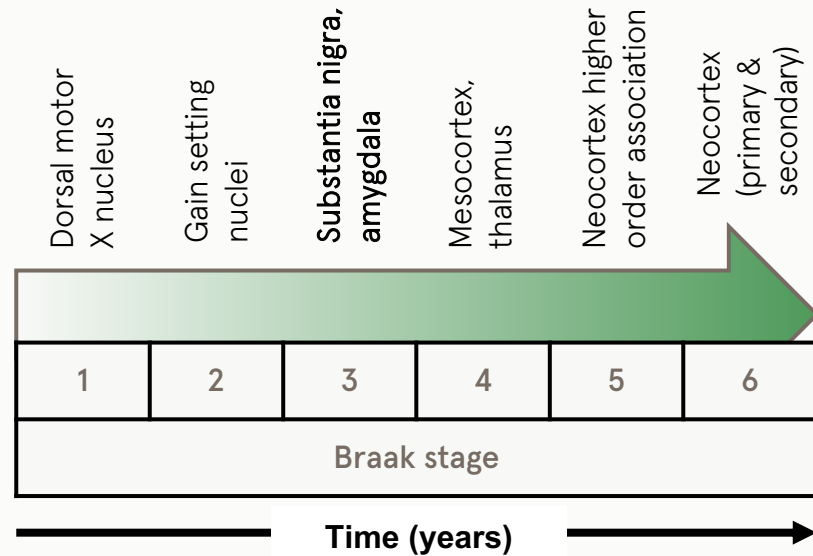 Dorsal motor
X nucleus
Gain setting
nuclei
Substantia nigra,
amygdala
Mesocortex,
thalamus
Neocortex higher
order association
Neocortex
(primary &
secondary)
1
2
3
4
5
6
Braak stage
Time (years)